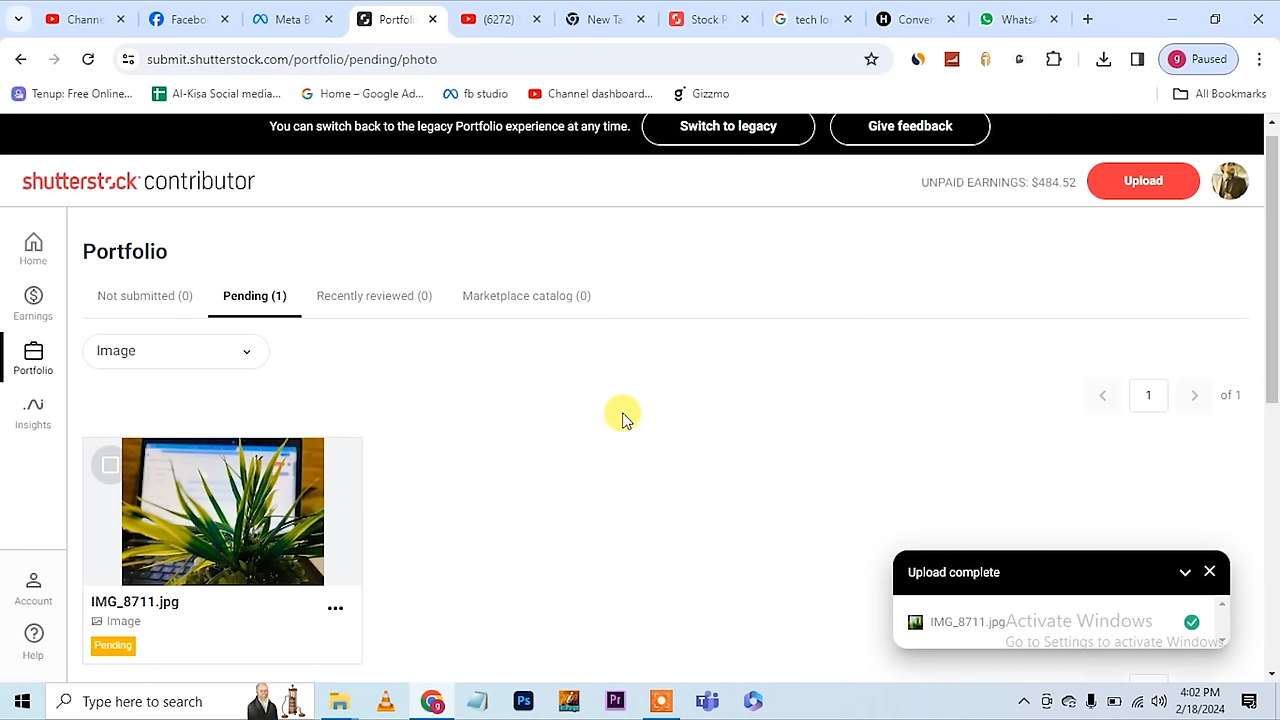 Chann
Facebo
Meta B
Portfoli
(6272)
New Ta
Stock P
tech lo
Conver
WhatsA
submit.shutterstock.com/portfolio/pending/photo
Paused
Tenup: Free Online...
Al-Kisa Social media...
Home – Google Ad...
fb studio
Channel dashboard...
Gizmmo
All Bookmarks
You can switch back to the legacy Portfolio experience at any time.
Switch to legacy
Give feedback
shutterstock contributor
UNPAID EARNINGS: $484.52
Upload
Home
Earnings
Portfolio
Insights
Account
Help
Portfolio
Not submitted (0)
Pending (1)
Recently reviewed (0)
Marketplace catalog (0)
Image
1
of 1
IMG_8711.jpg
Image
Pending
Upload complete
IMG_8711.jpg
Activate Windows
Go to Settings to activate Windows.
Type here to search
4:02 PM
2/18/2024